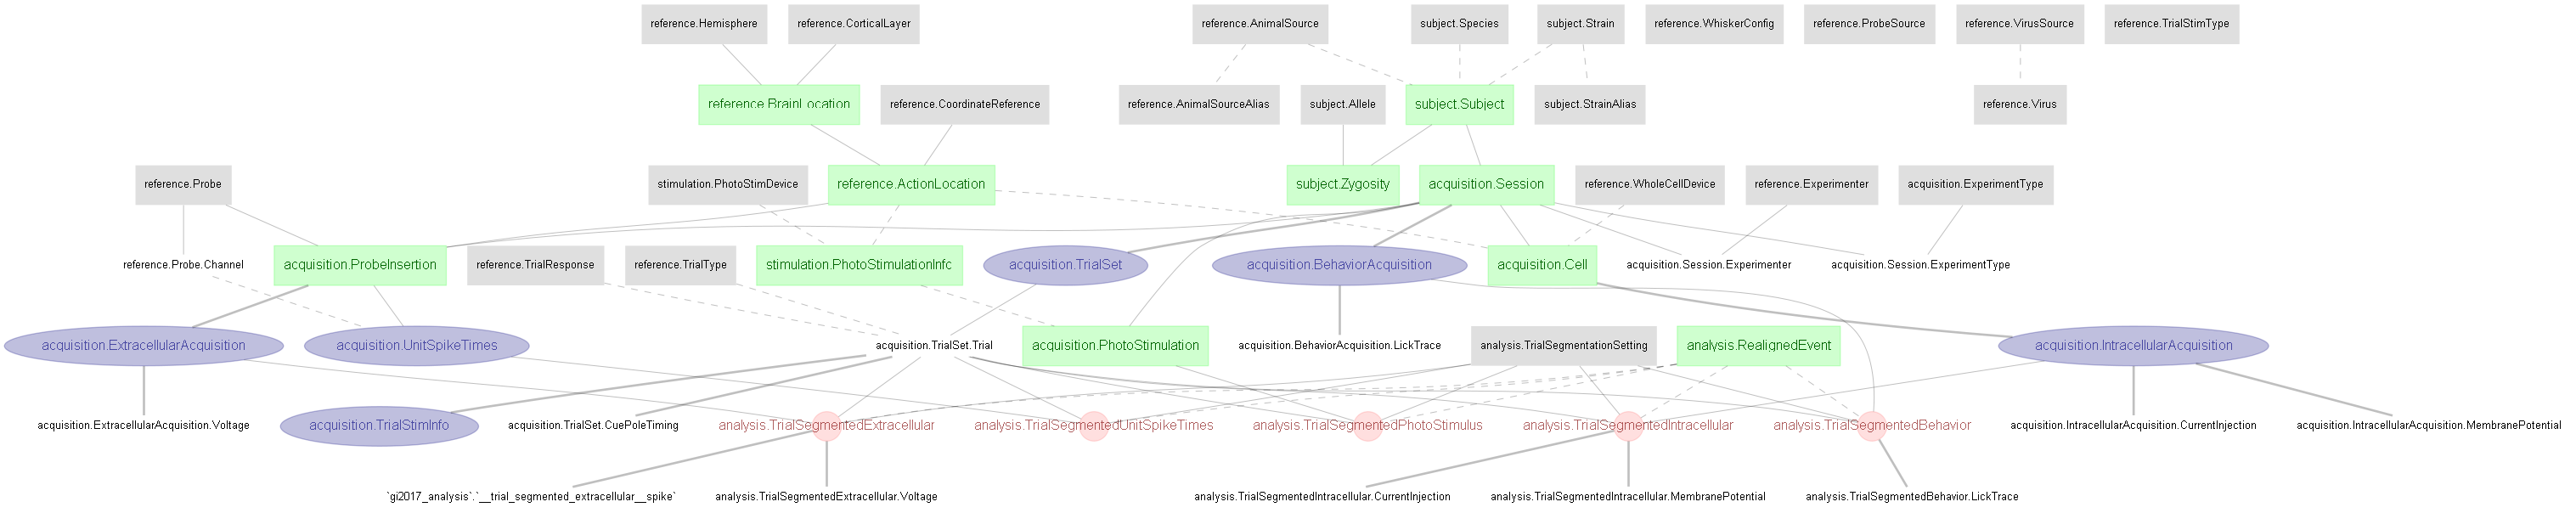 reference.Hemisphere
reference.CorticalLayer
reference.AnimalSource
subject.Species
subject.Strain
reference.WhiskerConfig
reference.ProbeSource
reference.VirusSource
reference.TrialStimType
reference.BrainLocation
reference.CoordinateReference
reference.AnimalSourceAlias
subject.Allele
subject.Subject
subject.StrainAlias
reference.Virus
reference.Probe
stimulation.PhotoStimDevice
reference.ActionLocation
subject.Zygosity
acquisition.Session
reference.WholeCellDevice
reference.Experimenter
acquisition.ExperimentType
reference.Probe.Channel
acquisition.ProbeInsertion
reference.TrialResponse
reference.TrialType
stimulation.PhotoStimulationInfo
acquisition.TrialSet
acquisition.BehaviorAcquisition
acquisition.Cell
acquisition.Session.Experimenter
acquisition.Session.ExperimentType
acquisition.ExtracellularAcquisition
acquisition.UnitSpikeTimes
acquisition.TrialSet.Trial
acquisition.PhotoStimulation
acquisition.BehaviorAcquisition.LickTrace
analysis.TrialSegmentationSetting
analysis.RealignedEvent
acquisition.IntracellularAcquisition
acquisition.ExtracellularAcquisition.Voltage
acquisition.TrialStimInfo
acquisition.TrialSet.CuePoleTiming
analysis.TrialSegmentedExtracellular
analysis.TrialSegmentedUnitSpikeTimes
analysis.TrialSegmentedPhotoStimulus
analysis.TrialSegmentedIntracellular
analysis.TrialSegmentedBehavior
acquisition.IntracellularAcquisition.CurrentInjection
acquisition.IntracellularAcquisition.MembranePotential
`gi2017_analysis`.`__trial_segmented_extracellular__spike`
analysis.TrialSegmentedExtracellular.Voltage
analysis.TrialSegmentedIntracellular.CurrentInjection
analysis.TrialSegmentedIntracellular.MembranePotential
analysis.TrialSegmentedBehavior.LickTrace